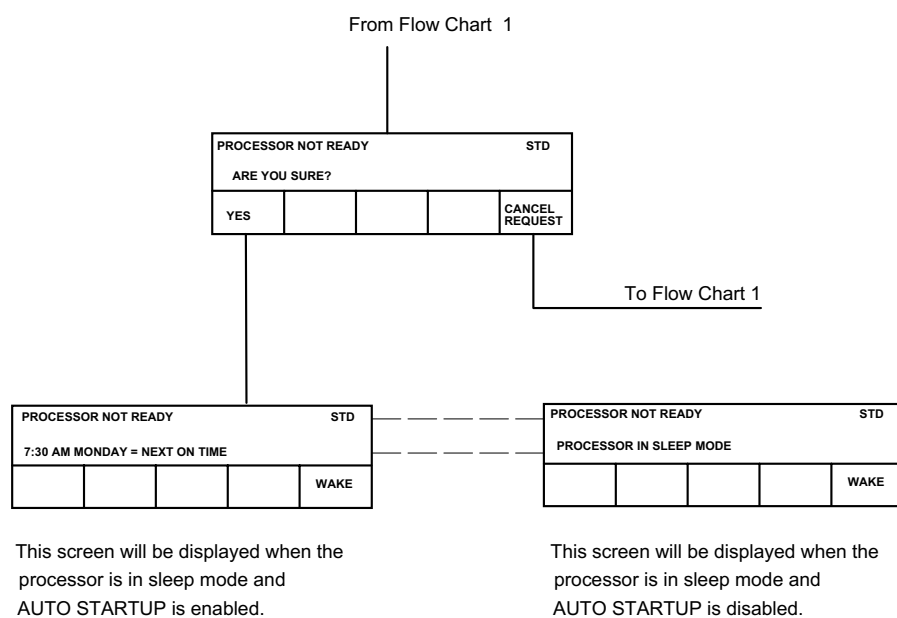 From Flow Chart 1
PROCESSOR NOT READY STD
ARE YOU SURE?
YES CANCEL
REQUEST
To Flow Chart 1
PROCESSOR NOT READY STD
7:30 AM MONDAY = NEXT ON TIME
WAKE
PROCESSOR NOT READY STD
PROCESSOR IN SLEEP MODE
WAKE
This screen will be displayed when the
processor is in sleep mode and
AUTO STARTUP is enabled.
This screen will be displayed when the
processor is in sleep mode and
AUTO STARTUP is disabled.